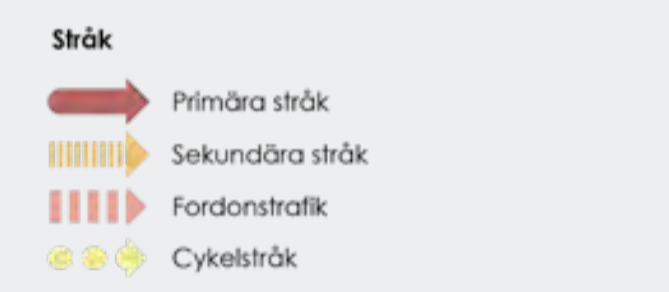 Stråk
Primära stråk
Sekundära stråk
Fordonstrafik
Cykelstråk